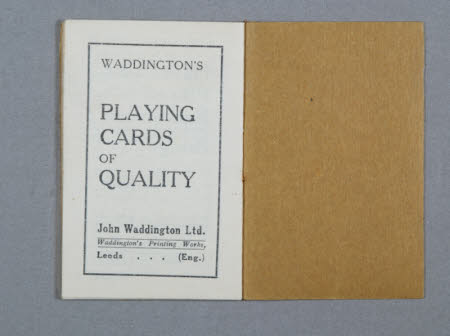 WADDINGTON'S
PLAYING
CARDS
OF
QUALITY
John Waddington Ltd.
Waddington's Printing Works,
Leeds . . . (Eng.)